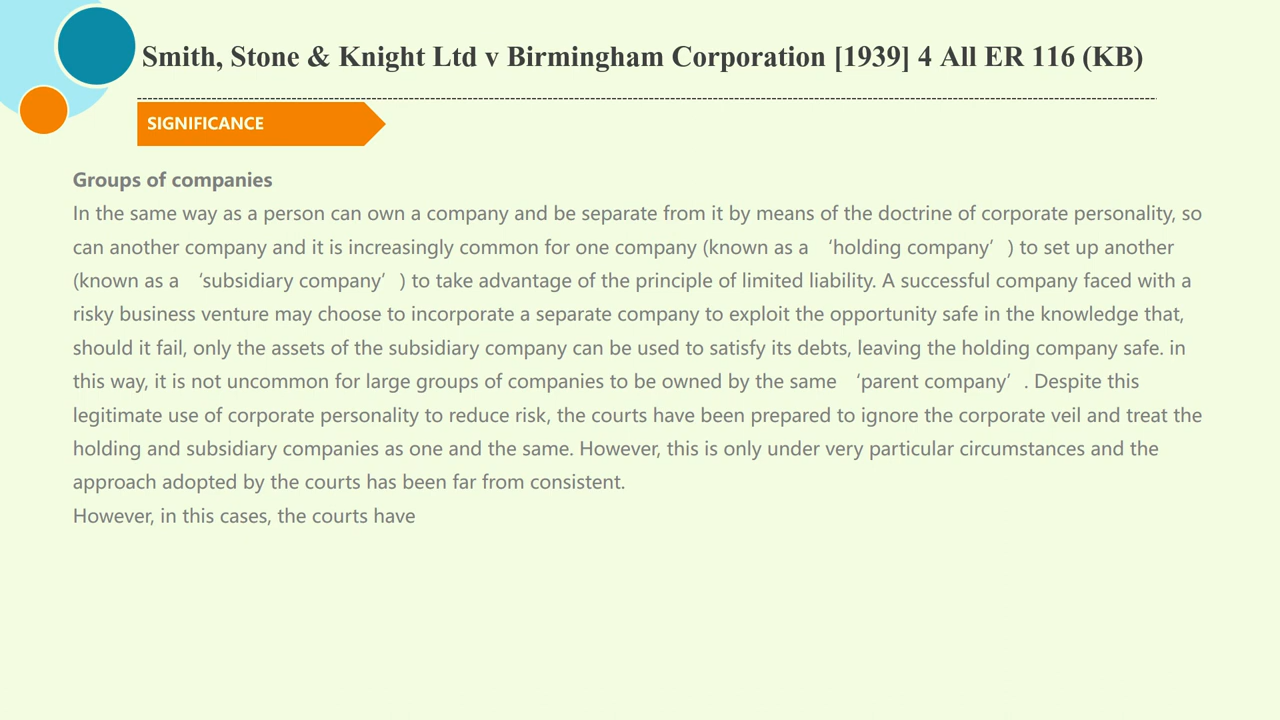 Smith, Stone & Knight Ltd v Birmingham Corporation [1939] 4 All ER 116 (KB)
SIGNIFICANCE
Groups of companies
In the same way as a person can own a company and be separate from it by means of the doctrine of corporate personality, so
can another company and it is increasingly common for one company (known as a ‘holding company’ ) to set up another
(known as a ‘subsidiary company’ ) to take advantage of the principle of limited liability. A successful company faced with a
risky business venture may choose to incorporate a separate company to exploit the opportunity safe in the knowledge that,
should it fail, only the assets of the subsidiary company can be used to satisfy its debts, leaving the holding company safe. in
this way, it is not uncommon for large groups of companies to be owned by the same ‘parent company’ . Despite this
legitimate use of corporate personality to reduce risk, the courts have been prepared to ignore the corporate veil and treat the
holding and subsidiary companies as one and the same. However, this is only under very particular circumstances and the
approach adopted by the courts has been far from consistent.
However, in this cases, the courts have